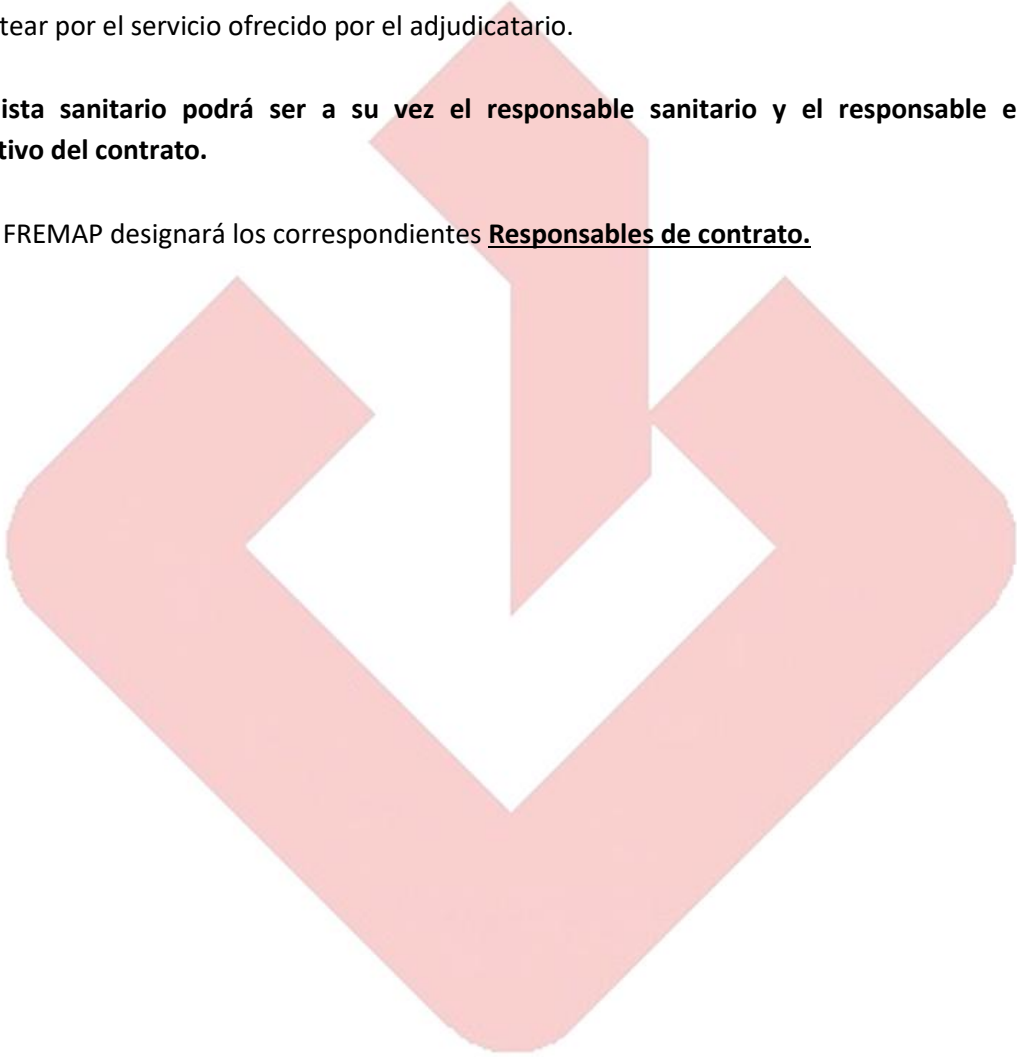 tear por el servicio ofrecido por el adjudicatario.
ista sanitario podrá ser a su vez el responsable sanitario y el responsable e
tivo del contrato.
FREMAP designará los correspondientes Responsables de contrato.